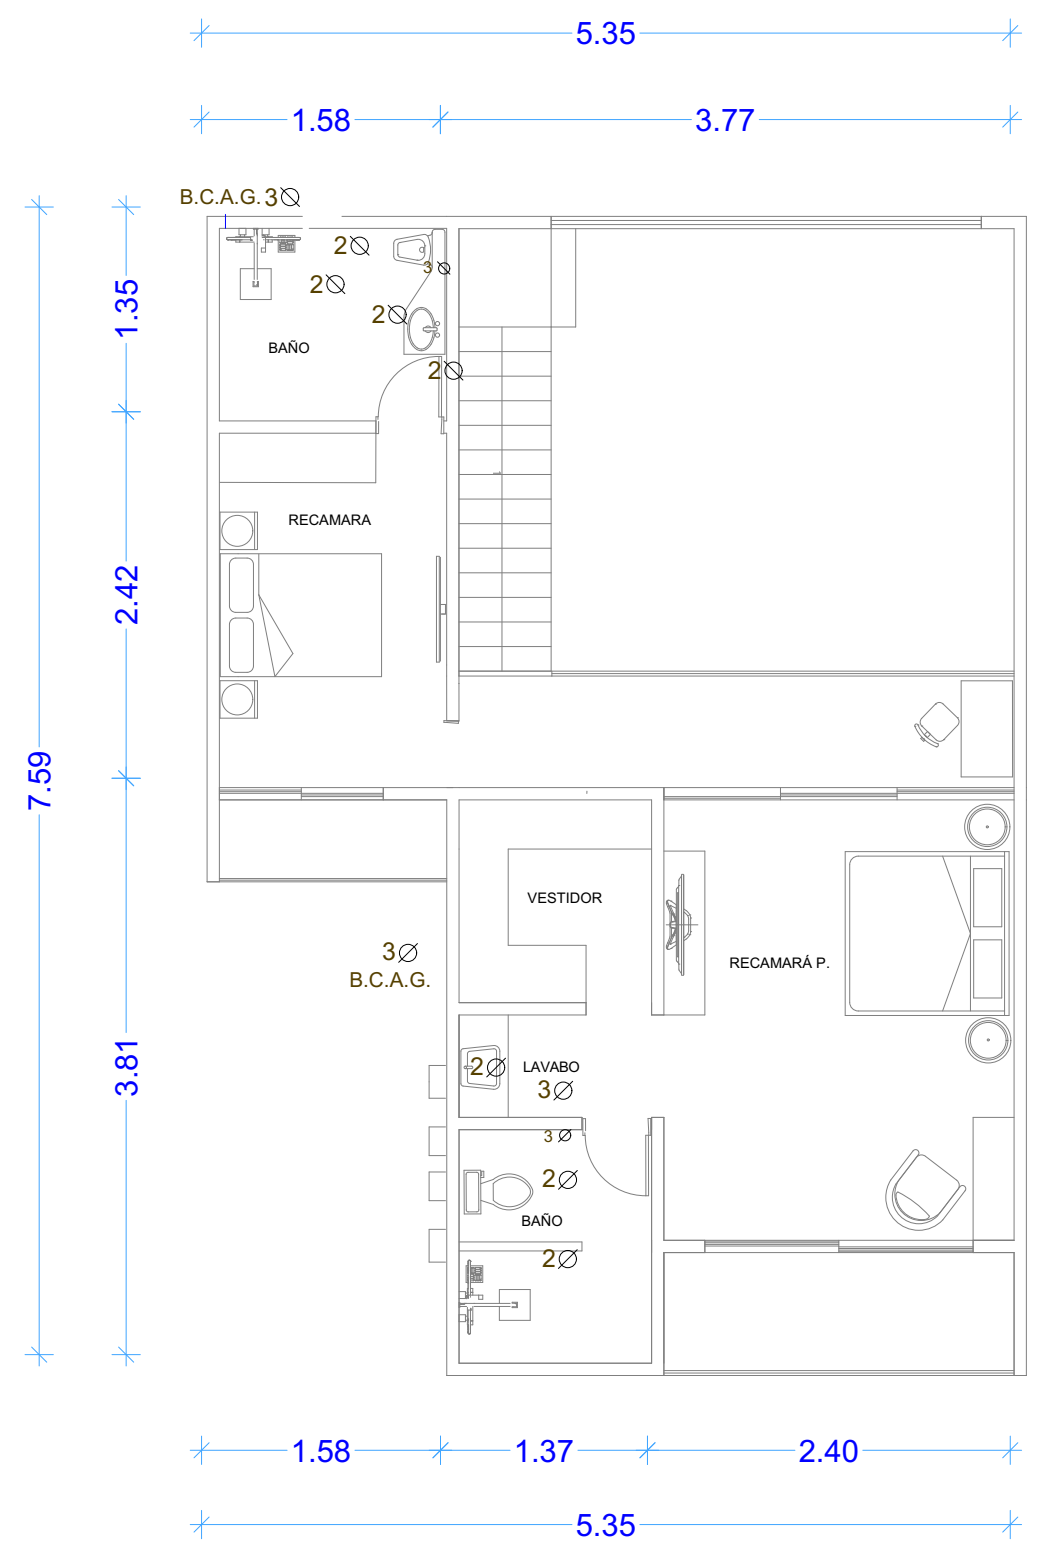 5.35
1.58 3.77
B.C.A.G. 3
2
3
2
2
BAÑO
2
1.35
RECAMARA
2.42
7.59
VESTIDOR
3
B.C.A.G.
RECAMARÁ P.
3.81
2 LAVABO
3
3
2
BAÑO
2
1.58 1.37 2.40
5.35